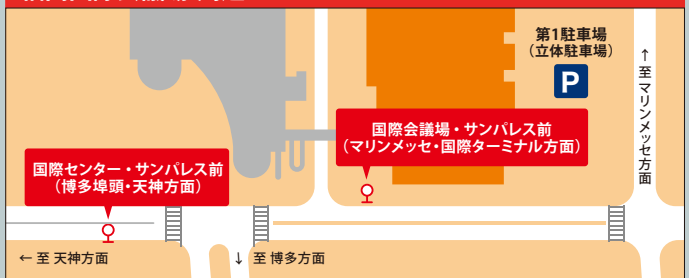 第1駐車場
（立体駐車場）
P
↑至マリンメッセ方面
国際会議場・サンパレス前
（マリンメッセ・国際ターミナル方面）
国際センター・サンパレス前
（博多埠頭・天神方面）
← 至 天神方面
↓ 至 博多方面